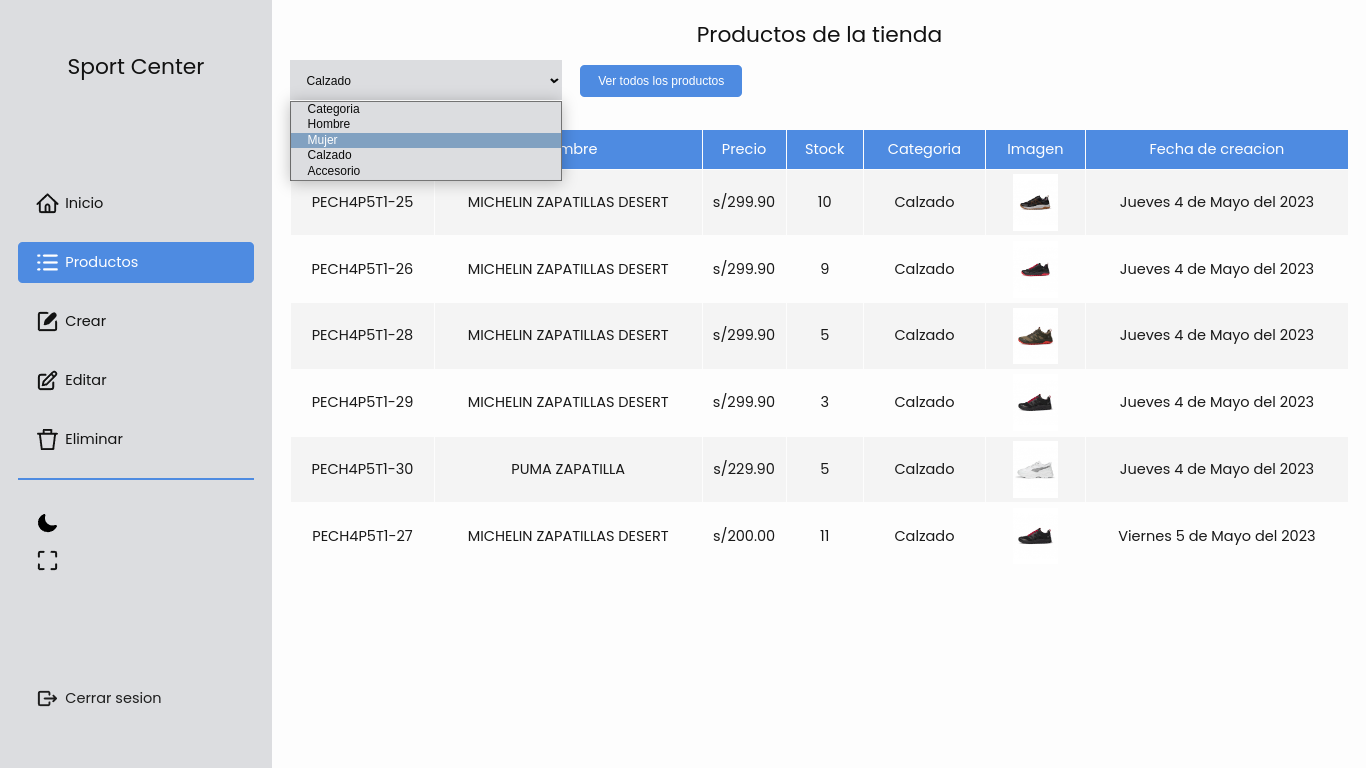 Sport Center
Inicio
Productos
Crear
Editar
Eliminar
Cerrar sesion
Productos de la tienda
Calzado
Ver todos los productos
Categoria
Hombre
Mujer
Calzado
Accesorio
mbre Precio Stock Categoria Imagen Fecha de creacion
PECH4P5T1-25 MICHELIN ZAPATILLAS DESERT s/299.90 10 Calzado Jueves 4 de Mayo del 2023
PECH4P5T1-26 MICHELIN ZAPATILLAS DESERT s/299.90 9 Calzado Jueves 4 de Mayo del 2023
PECH4P5T1-28 MICHELIN ZAPATILLAS DESERT s/299.90 5 Calzado Jueves 4 de Mayo del 2023
PECH4P5T1-29 MICHELIN ZAPATILLAS DESERT s/299.90 3 Calzado Jueves 4 de Mayo del 2023
PECH4P5T1-30 PUMA ZAPATILLA s/229.90 5 Calzado Jueves 4 de Mayo del 2023
PECH4P5T1-27 MICHELIN ZAPATILLAS DESERT s/200.00 11 Calzado Viernes 5 de Mayo del 2023